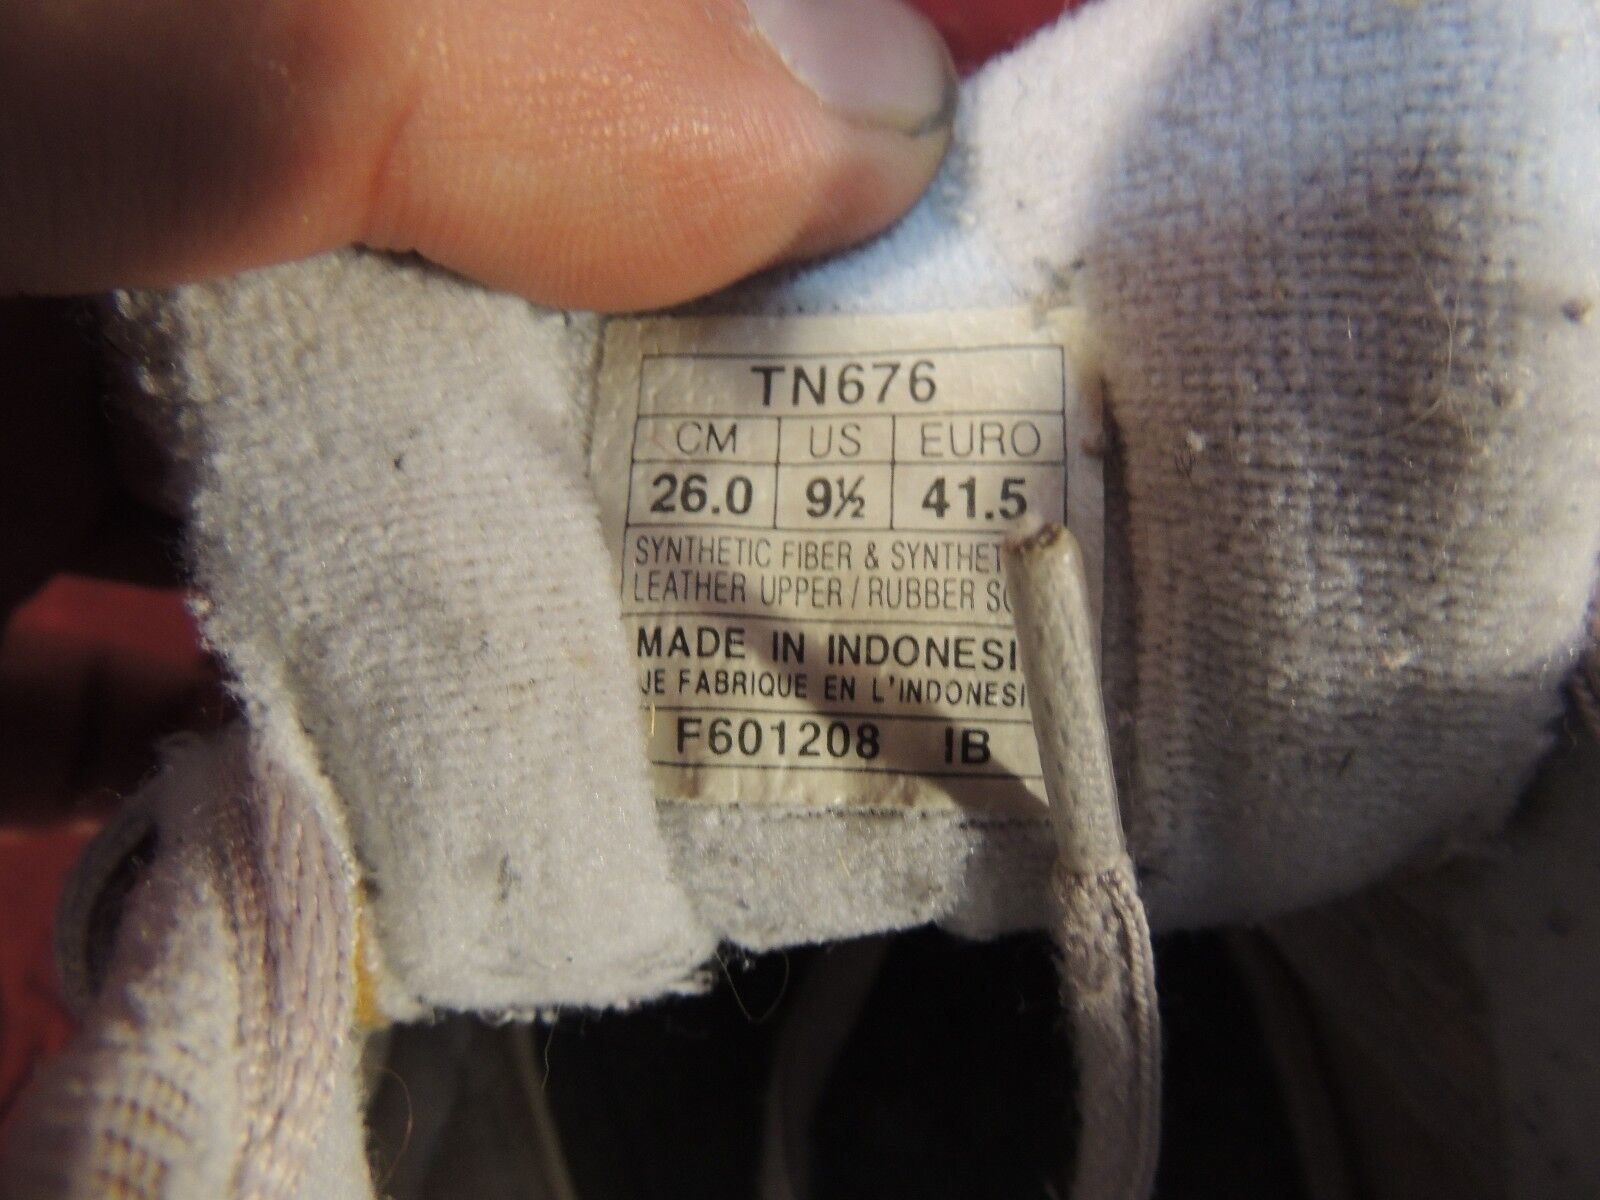 TN676
CM US EURO
26.0 9½ 41.5
SYNTHETIC FIBER & SYNTHET
LEATHER UPPER / RUBBER SO
MADE IN INDONESI
JE FABRIQUE EN L'INDONESI
F601208 IB